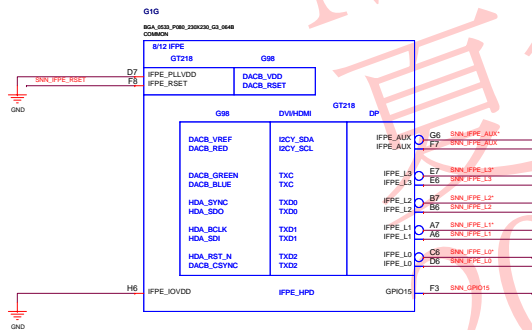 G1G
BGA_0533_P080_230X230_G3_064B
COMMON
8/12 IFPE
GT218 G98
D7 IFPE_PLLVDD DACB_VDD
SNN_IFPE_RSET F8 IFPE_RSET DACB_RSET
GND
GT218
G98 DVI/HDMI DP
DACB_VREF I2CY_SDA IFPE_AUX G6 SNN_IFPE_AUX*
DACB_RED I2CY_SCL IFPE_AUX F7 SNN_IFPE_AUX
DACB_GREEN TXC IFPE_L3 E7 SNN_IFPE_L3*
DACB_BLUE TXC IFPE_L3 E6 SNN_IFPE_L3
HDA_SYNC TXD0 IFPE_L2 B7 SNN_IFPE_L2*
HDA_SDO TXD0 IFPE_L2 B6 SNN_IFPE_L2
HDA_BCLK TXD1 IFPE_L1 A7 SNN_IFPE_L1*
HDA_SDI TXD1 IFPE_L1 A6 SNN_IFPE_L1
HDA_RST_N TXD2 IFPE_L0 C6 SNN_IFPE_L0*
DACB_CSYNC TXD2 IFPE_L0 D6 SNN_IFPE_L0
H6 IFPE_IOVDD IFPE_HPD GPIO15 F3 SNN_GPIO15
GND
夏